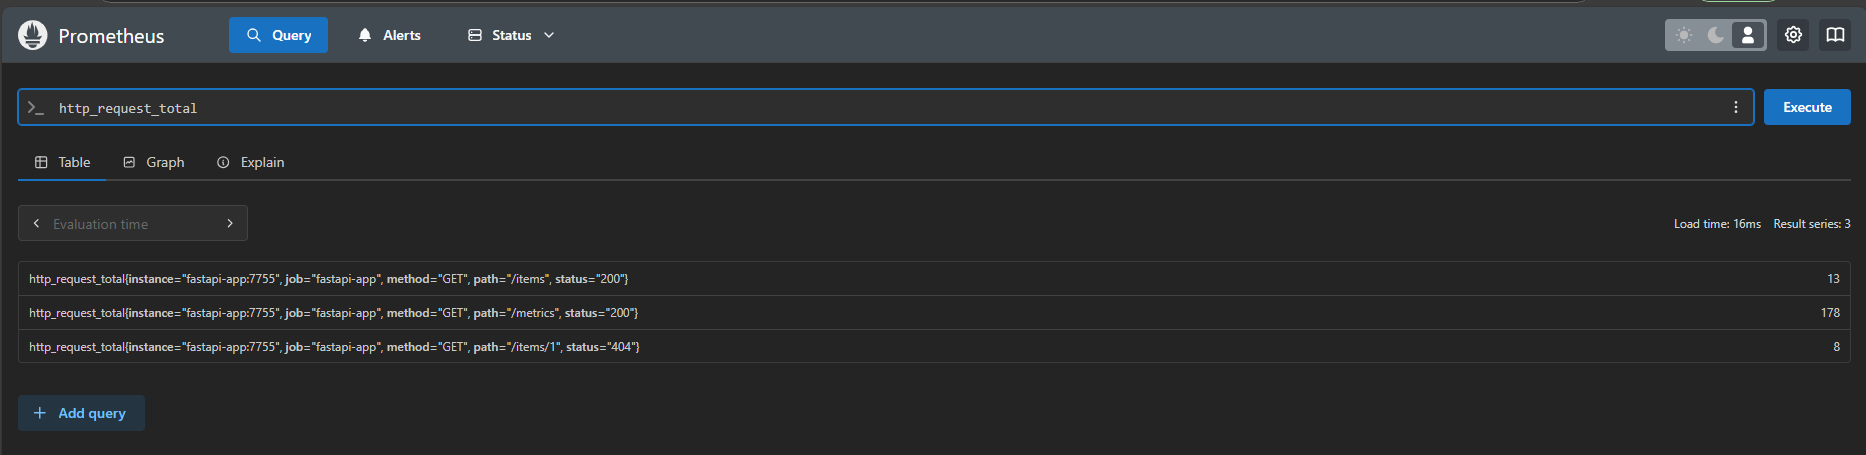 Prometheus Query Alerts Status
http_request_total Execute
Table Graph Explain
Evaluation time Load time: 16ms Result series: 3
http_request_total{instance="fastapi-app:7755", job="fastapi-app", method="GET", path="/items", status="200"} 13
http_request_total{instance="fastapi-app:7755", job="fastapi-app", method="GET", path="/metrics", status="200"} 178
http_request_total{instance="fastapi-app:7755", job="fastapi-app", method="GET", path="/items/1", status="404"} 8
Add query